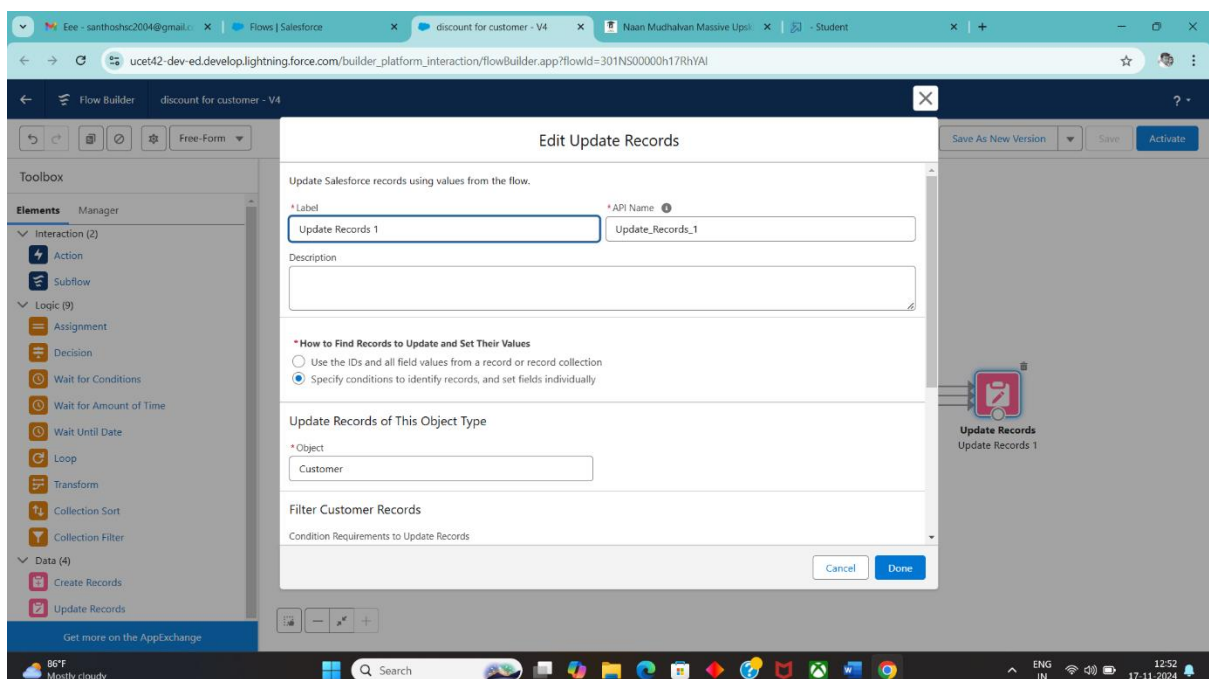 Eee - santhoshsc2004@gmail.c
Flows | Salesforce
discount for customer - V4
Naan Mudhalvan Massive Upsk
- Student
ucet42-dev-ed.develop.lightning.force.com/builder_platform_interaction/flowBuilder.app?flowId=301NS00000h17RhYAI
Flow Builder discount for customer - V4 ?
Free-Form Save As New Version Save Activate
Edit Update Records
Toolbox
Elements Manager
Interaction (2)
Action
Subflow
Logic (9)
Assignment
Decision
Wait for Conditions
Wait for Amount of Time
Wait Until Date
Loop
Transform
Collection Sort
Collection Filter
Data (4)
Create Records
Update Records
Get more on the AppExchange
Update Salesforce records using values from the flow.
*Label *API Name
Update Records 1 Update_Records_1
Description
*How to Find Records to Update and Set Their Values
Use the IDs and all field values from a record or record collection
Specify conditions to identify records, and set fields individually
Update Records of This Object Type
*Object
Customer
Filter Customer Records
Condition Requirements to Update Records
Cancel Done
Update Records
Update Records 1
86°F
Mostly cloudy
Search
ENG
IN
12:52
17-11-2024